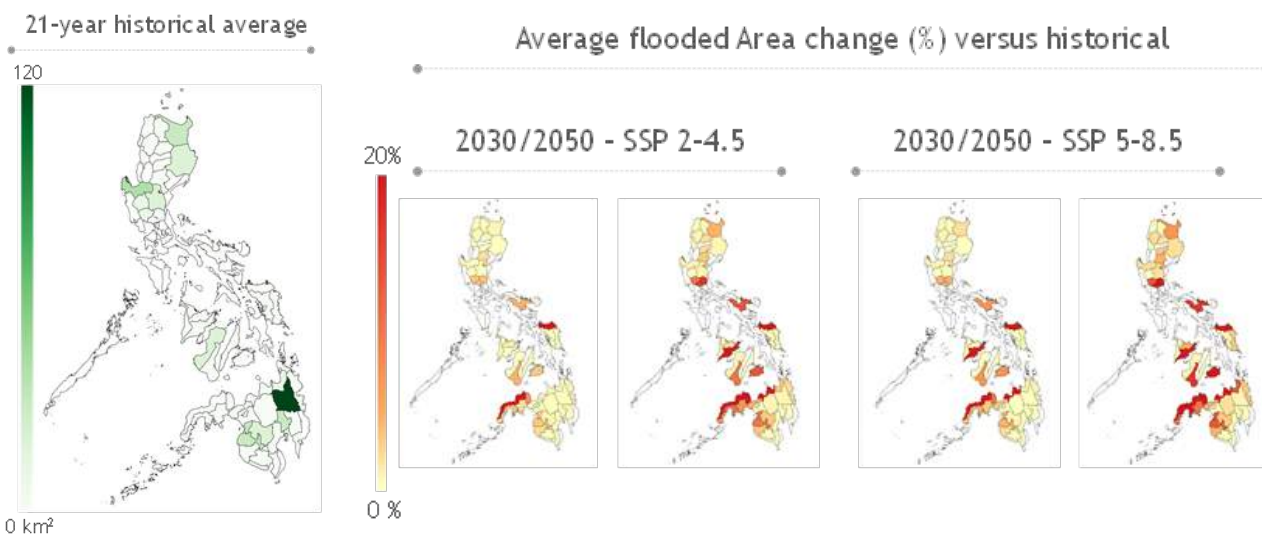 21-year historical average
120
0 km²
Average flooded Area change (%) versus historical
2030/2050 - SSP 2-4.5
2030/2050 - SSP 5-8.5
20%
0 %